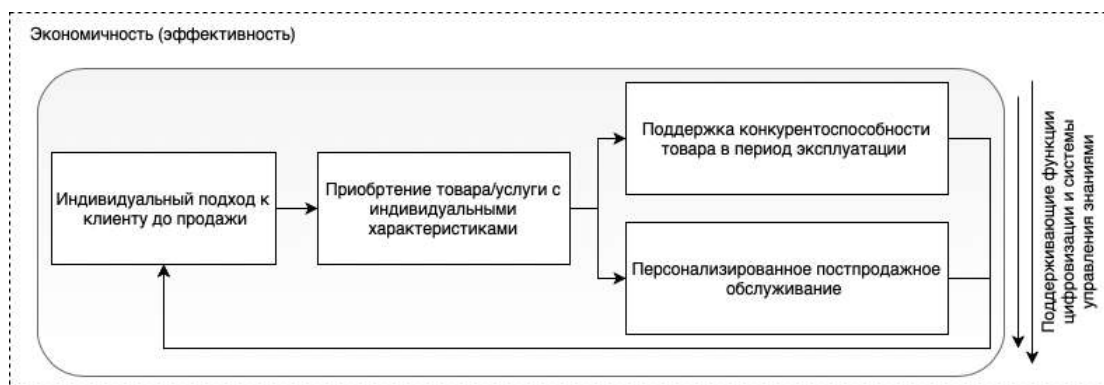 Экономичность (эффективность)
Индивидуальный подход к
клиенту до продажи
Приобртение товара/услуги с
индивидуальными
характеристиками
Поддержка конкурентоспособности
товара в период эксплуатации
Персонализированное постпродажное
обслуживание
Поддерживающие функции
цифровизации и системы
управления знаниями